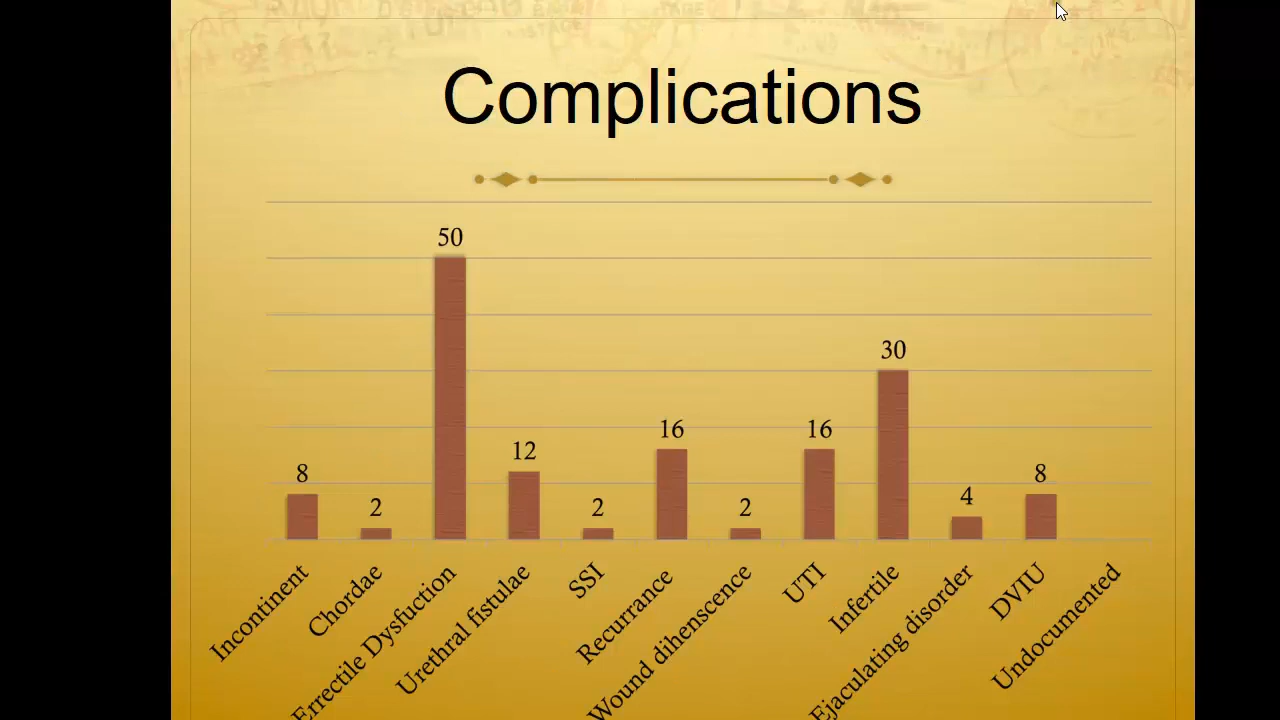 Complications
50
30
16
16
12
8
8
4
2
2
2
Incontinent
Chordae
Errectile Dysfuction
Urethral fistulae
SSI
Recurrance
Wound dihenscence
UTI
Infertile
Ejaculating disorder
DVIU
Undocumented